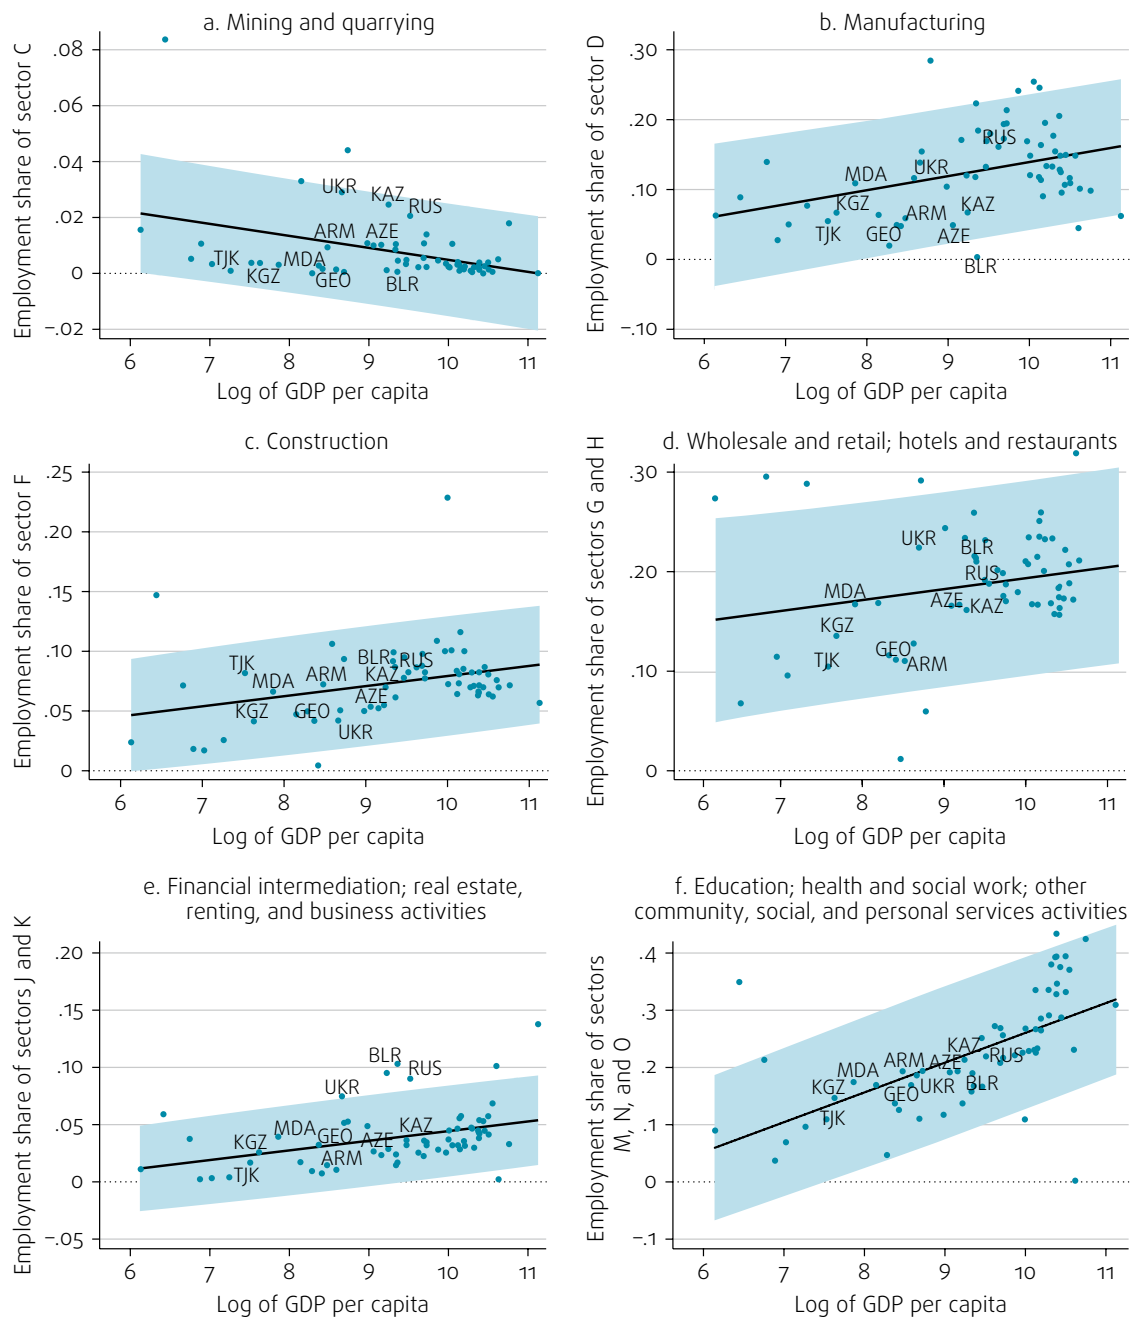 a. Mining and quarrying
Employment share of sector C
.08
.06
.04
.02
0
–.02
UKR
KAZ
RUS
ARM
AZE
TJK
MDA
KGZ
GEO
BLR
6 7 8 9 10 11
Log of GDP per capita
b. Manufacturing
Employment share of sector D
.30
.20
.10
0
–.10
RUS
UKR
MDA
KGZ
ARM
KAZ
TJK
GEO
AZE
BLR
6 7 8 9 10 11
Log of GDP per capita
c. Construction
Employment share of sector F
.25
.20
.15
.10
.05
0
TJK
BLR
RUS
MDA
ARM
KAZ
KGZ
GEO
AZE
UKR
6 7 8 9 10 11
Log of GDP per capita
d. Wholesale and retail; hotels and restaurants
Employment share of sectors G and H
.30
.20
.10
0
UKR
BLR
RUS
MDA
AZE
KAZ
KGZ
GEO
TJK
ARM
6 7 8 9 10 11
Log of GDP per capita
e. Financial intermediation; real estate,
renting, and business activities
Employment share of sectors J and K
.20
.15
.10
.05
0
–.05
BLR
RUS
UKR
MDA
GEO
KAZ
KGZ
AZE
ARM
TJK
6 7 8 9 10 11
Log of GDP per capita
f. Education; health and social work; other
community, social, and personal services activities
Employment share of sectors
M, N, and O
.4
.3
.2
.1
0
–.1
KAZ
ARM
AZE
RUS
MDA
KGZ
UKR
BLR
GEO
TJK
6 7 8 9 10 11
Log of GDP per capita